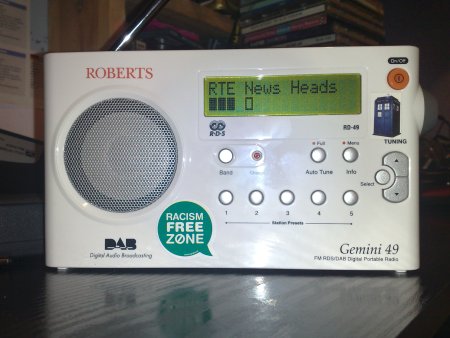 ROBERTS
RTE News Heads
On/Off
R·D·S
RD-49
TUNING
Full
Menu
Band
Auto Tune
Info
Select
1 2 3 4 5
Station Presets
RACISM
FREE
ZONE
DAB
Digital Audio Broadcasting
Gemini 49
FM RDS/DAB Digital Portable Radio